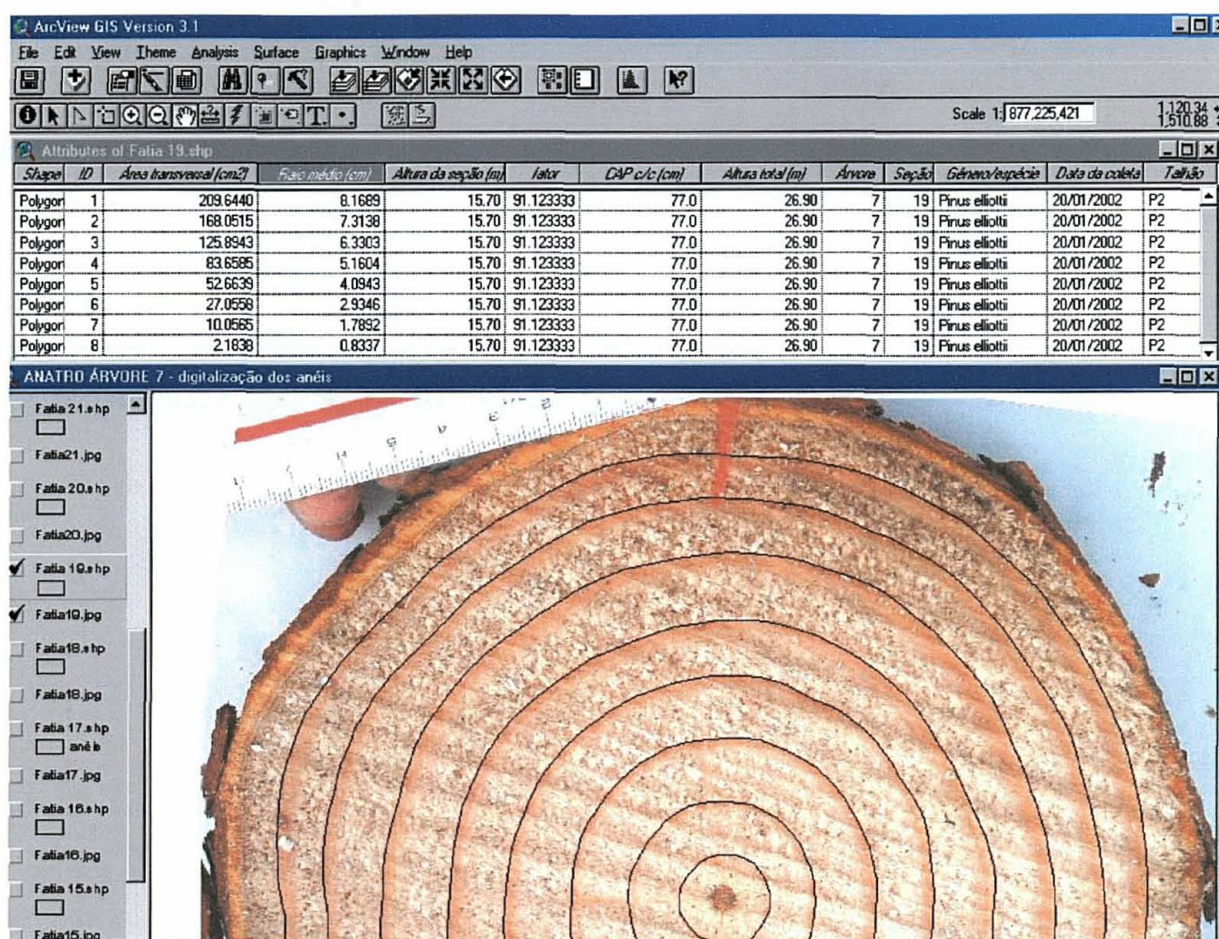 ArcView GIS Version 3.1
File Edit View Theme Analysis Surface Graphics Window Help
Scale 1: 877,225,421 1,120.34
1,510.88
Attributes of Fatia 19.shp
Shape ID Área transversal (cm2) Raio médio (cm) Altura da seção (m) fator CAP c/c (cm) Altura total (m) Árvore Seção Gênero/espécie Data da coleta Talhão
Polygon 1 209.6440 8.1689 15.70 91.123333 77.0 26.90 7 19 Pinus elliottii 20/01/2002 P2
Polygon 2 168.0515 7.3138 15.70 91.123333 77.0 26.90 7 19 Pinus elliottii 20/01/2002 P2
Polygon 3 125.8943 6.3303 15.70 91.123333 77.0 26.90 7 19 Pinus elliottii 20/01/2002 P2
Polygon 4 83.6585 5.1604 15.70 91.123333 77.0 26.90 7 19 Pinus elliottii 20/01/2002 P2
Polygon 5 52.6639 4.0943 15.70 91.123333 77.0 26.90 7 19 Pinus elliottii 20/01/2002 P2
Polygon 6 27.0558 2.9346 15.70 91.123333 77.0 26.90 7 19 Pinus elliottii 20/01/2002 P2
Polygon 7 10.0565 1.7892 15.70 91.123333 77.0 26.90 7 19 Pinus elliottii 20/01/2002 P2
Polygon 8 2.1838 0.8337 15.70 91.123333 77.0 26.90 7 19 Pinus elliottii 20/01/2002 P2
ANATRO ÁRVORE 7 - digitalização dos anéis
Fatia 21.shp
Fatia21.jpg
Fatia 20.shp
Fatia20.jpg
Fatia 19.shp
Fatia19.jpg
Fatia18.shp
Fatia18.jpg
Fatia 17.shp
anéis
Fatia17.jpg
Fatia 16.shp
Fatia16.jpg
Fatia 15.shp
Fatia15.jpg